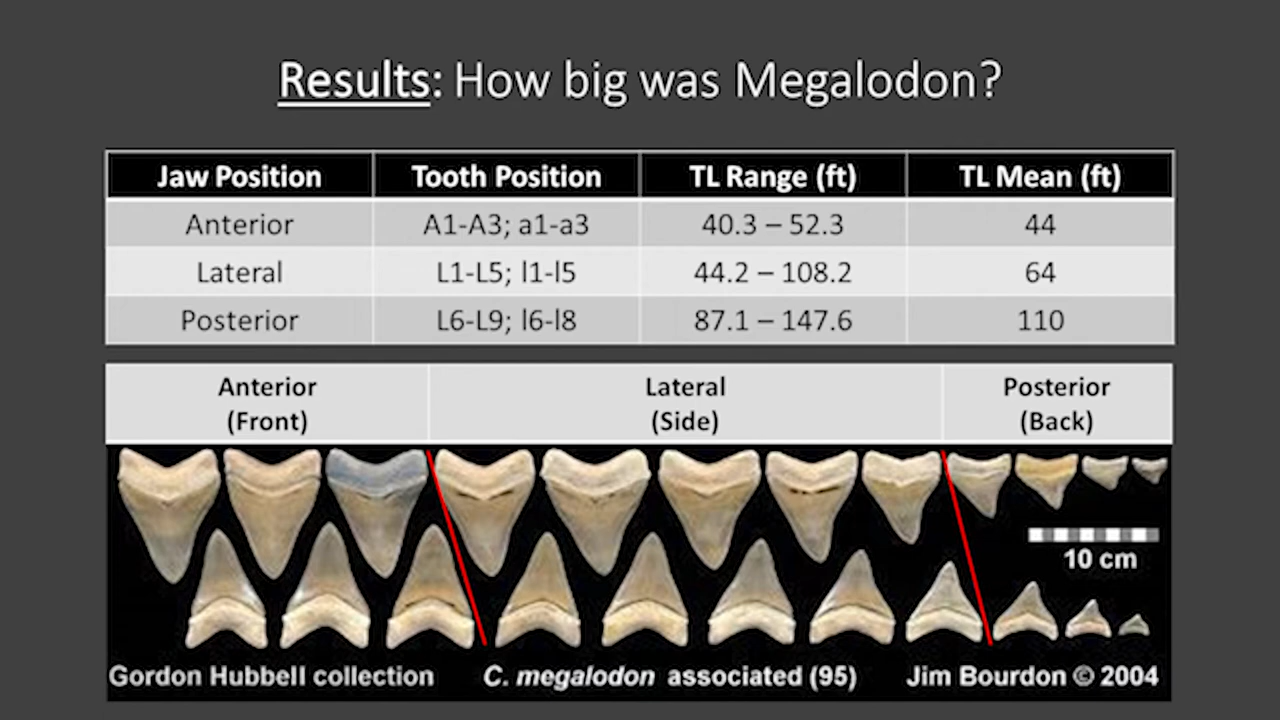 Results: How big was Megalodon?
Jaw Position Tooth Position TL Range (ft) TL Mean (ft)
Anterior A1-A3; a1-a3 40.3 – 52.3 44
Lateral L1-L5; l1-l5 44.2 – 108.2 64
Posterior L6-L9; l6-l8 87.1 – 147.6 110
Anterior Lateral Posterior
(Front) (Side) (Back)
10 cm
Gordon Hubbell collection C. megalodon associated (95) Jim Bourdon © 2004